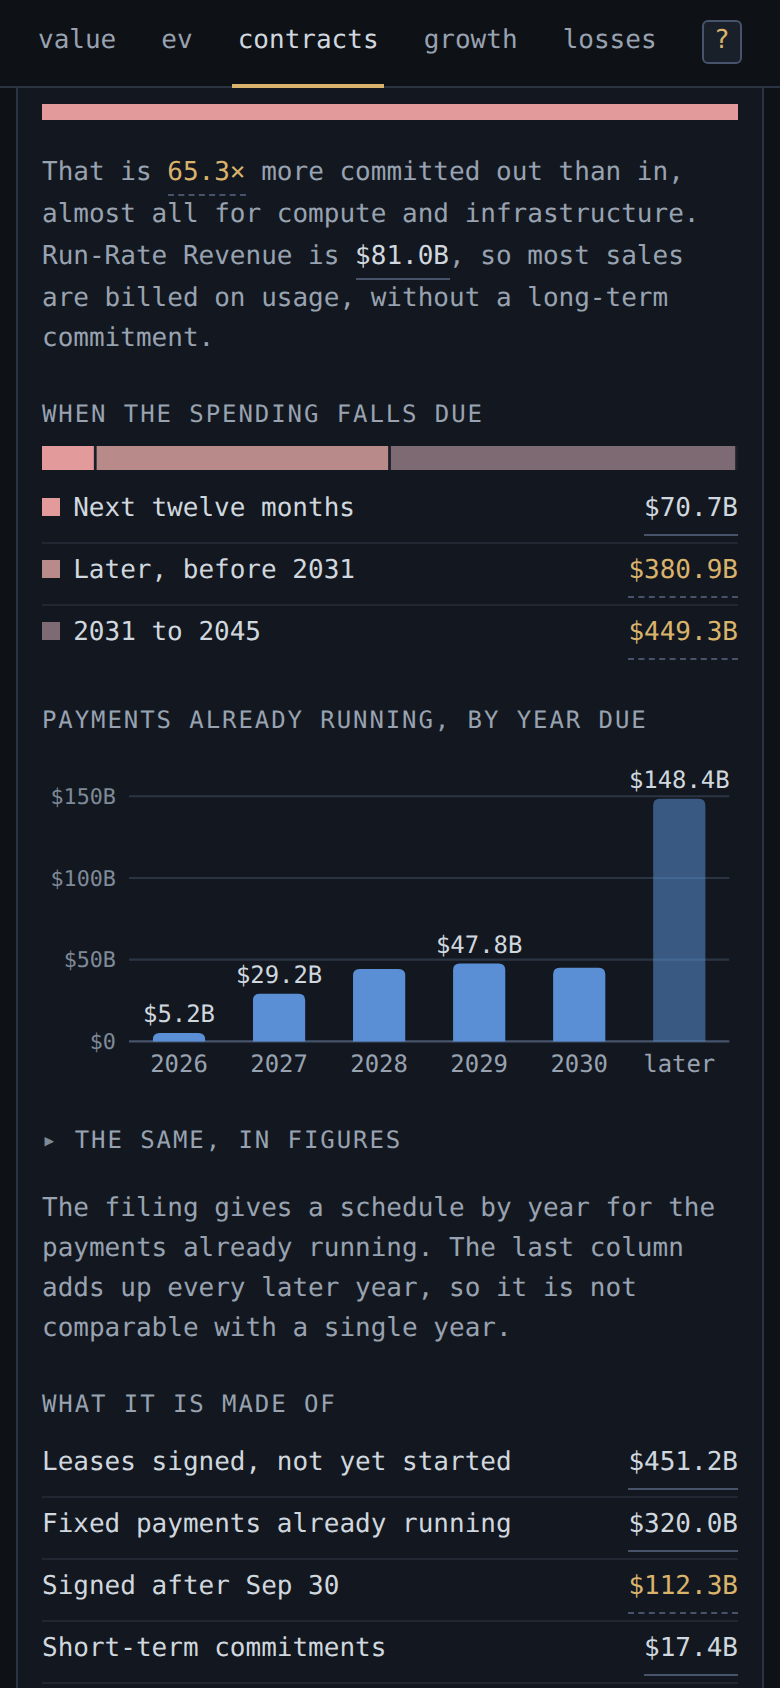 value ev contracts growth losses ?
That is 65.3× more committed out than in,
almost all for compute and infrastructure.
Run-Rate Revenue is $81.0B, so most sales
are billed on usage, without a long-term
commitment.
WHEN THE SPENDING FALLS DUE
Next twelve months $70.7B
Later, before 2031 $380.9B
2031 to 2045 $449.3B
PAYMENTS ALREADY RUNNING, BY YEAR DUE
$148.4B
$150B
$100B
$47.8B
$50B
$29.2B
$5.2B
$0
2026 2027 2028 2029 2030 later
▸ THE SAME, IN FIGURES
The filing gives a schedule by year for the
payments already running. The last column
adds up every later year, so it is not
comparable with a single year.
WHAT IT IS MADE OF
Leases signed, not yet started $451.2B
Fixed payments already running $320.0B
Signed after Sep 30 $112.3B
Short-term commitments $17.4B